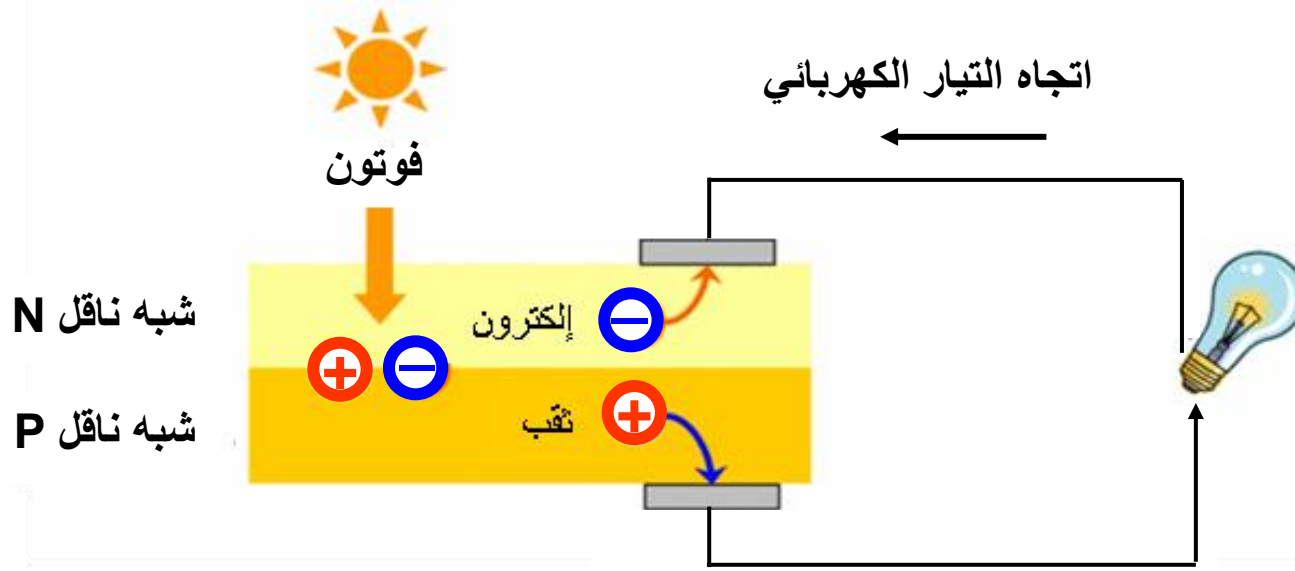 اتجاه التيار الكهربائي
فوتون
شبه ناقل N
إلكترون
شبه ناقل P
ثقب